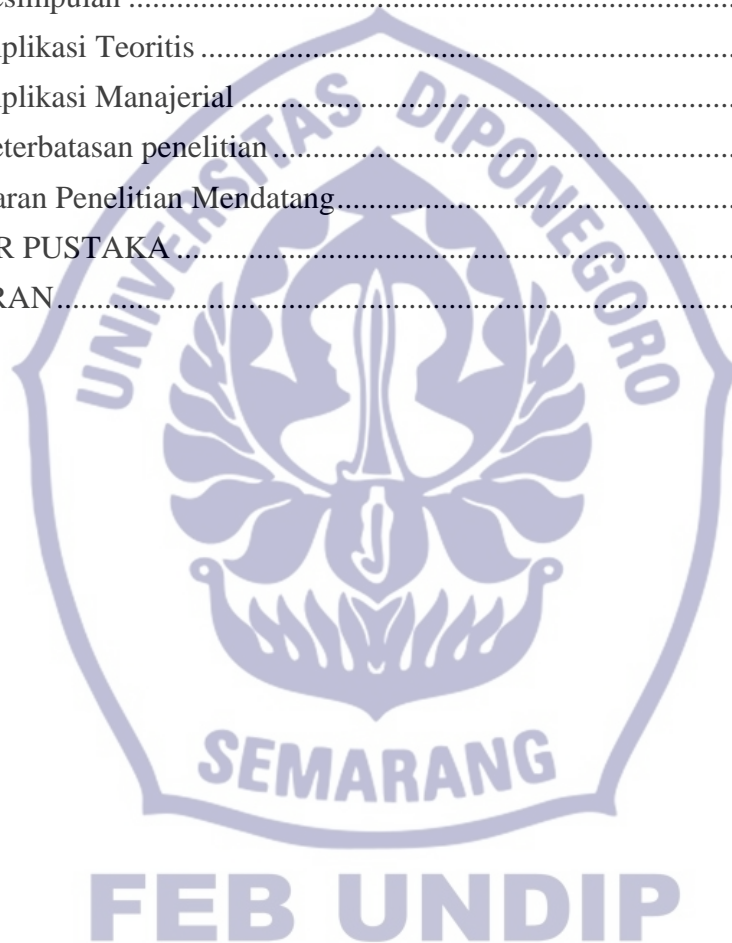 esimpulan ........................................................................
plikasi Teoritis ........................................................................
plikasi Manajerial ........................................................................
eterbatasan penelitian ........................................................................
aran Penelitian Mendatang........................................................................
R PUSTAKA ........................................................................
RAN........................................................................
UNIVERSITAS DIPONEGORO
SEMARANG
FEB UNDIP